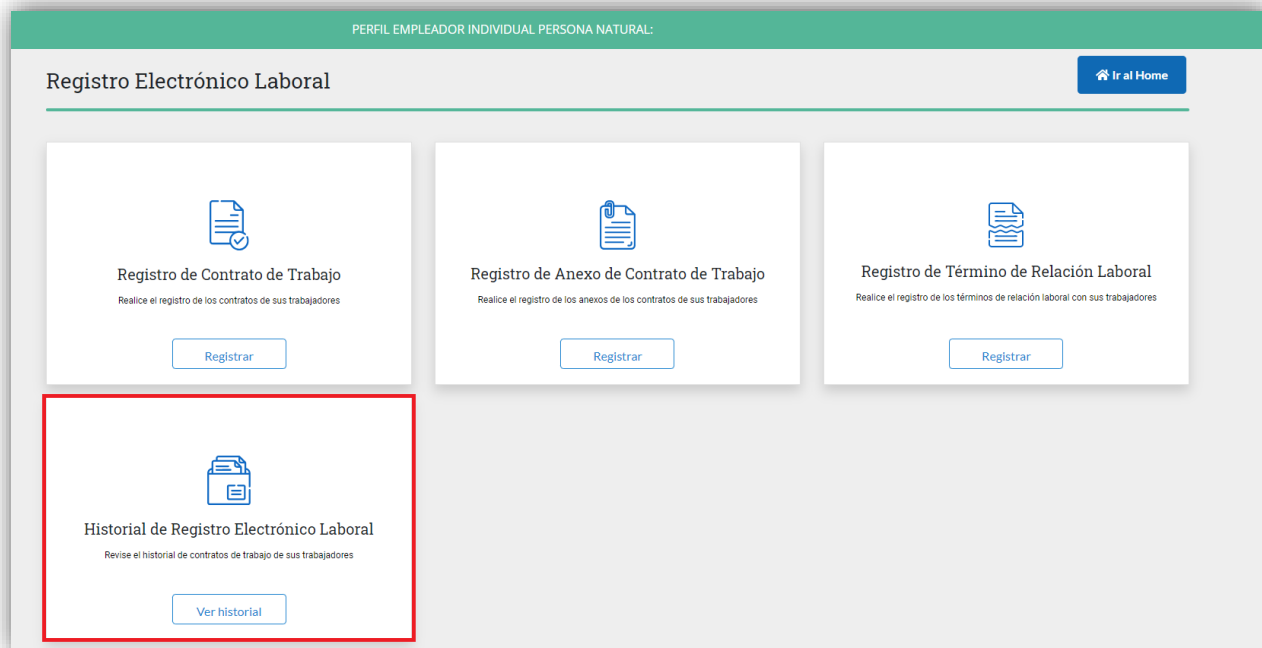 PERFIL EMPLEADOR INDIVIDUAL PERSONA NATURAL:
Registro Electrónico Laboral
Ir al Home
Registro de Contrato de Trabajo
Realice el registro de los contratos de sus trabajadores
Registrar
Registro de Anexo de Contrato de Trabajo
Realice el registro de los anexos de los contratos de sus trabajadores
Registrar
Registro de Término de Relación Laboral
Realice el registro de los términos de relación laboral con sus trabajadores
Registrar
Historial de Registro Electrónico Laboral
Revise el historial de contratos de trabajo de sus trabajadores
Ver historial